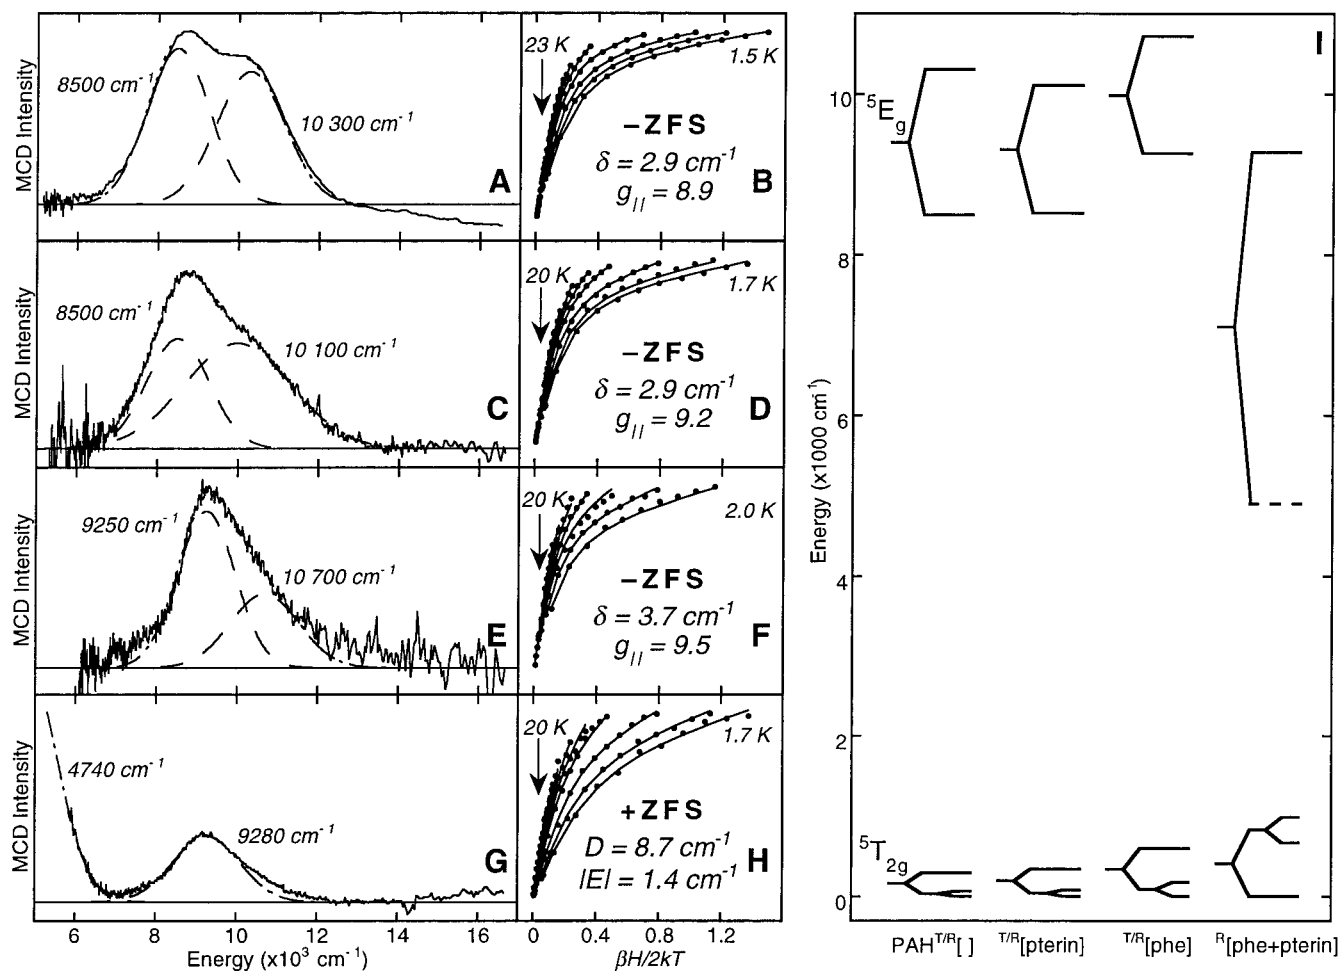 MCD Intensity
8500 cm-1
10 300 cm-1
A
23 K
1.5 K
–ZFS
δ = 2.9 cm-1
g// = 8.9
B
MCD Intensity
8500 cm-1
10 100 cm-1
C
20 K
1.7 K
–ZFS
δ = 2.9 cm-1
g// = 9.2
D
MCD Intensity
9250 cm-1
10 700 cm-1
E
20 K
2.0 K
–ZFS
δ = 3.7 cm-1
g// = 9.5
F
MCD Intensity
4740 cm-1
9280 cm-1
G
20 K
1.7 K
+ZFS
D = 8.7 cm-1
|E| = 1.4 cm-1
H
6 8 10 12 14 16
Energy (x103 cm-1)
0 0.4 0.8 1.2
βH/2kT
I
Energy (x1000 cm-1)
10
8
6
4
2
0
5Eg
5T2g
PAHT/R[ ]
T/R[pterin]
T/R[phe]
R[phe+pterin]